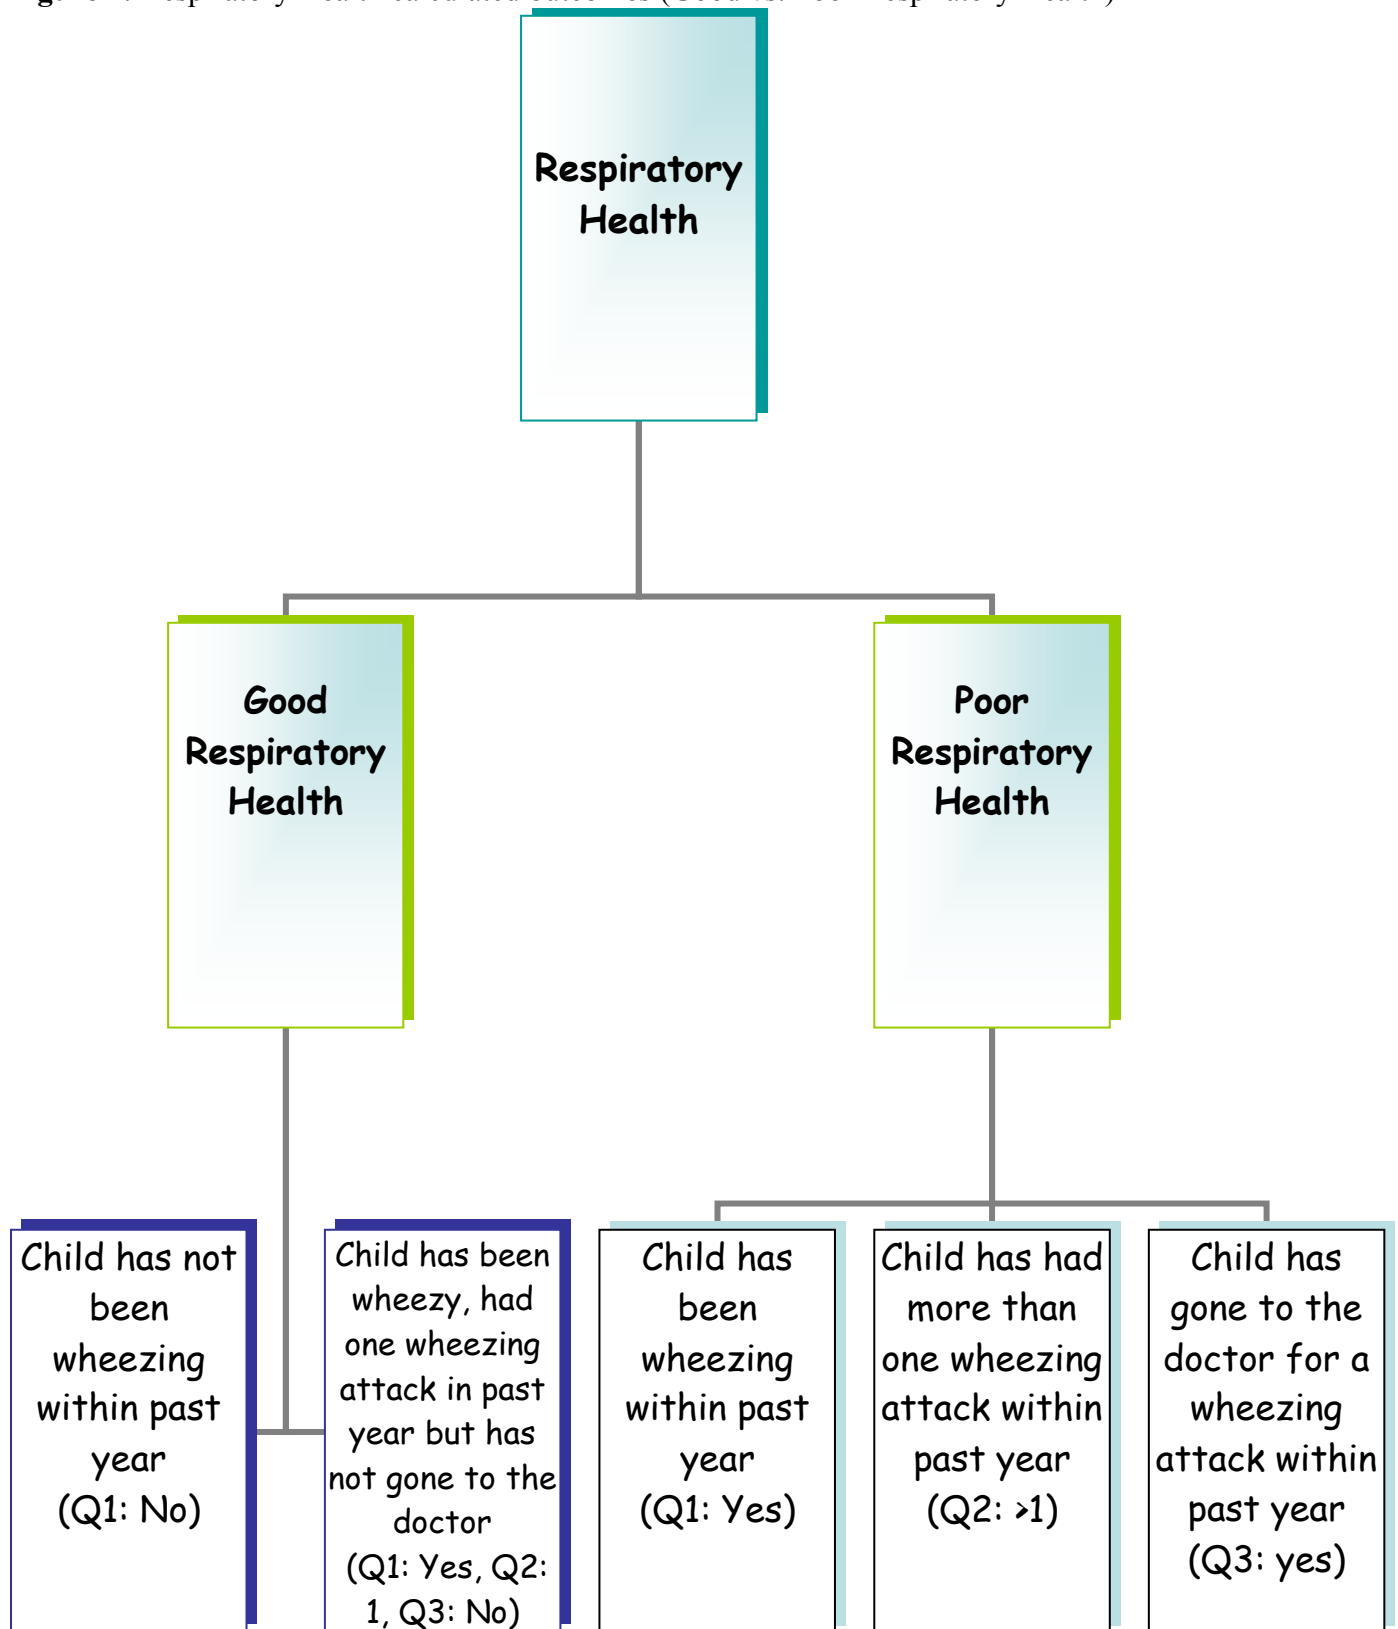 Respiratory
Health
Good
Respiratory
Health
Poor
Respiratory
Health
Child has not
been
wheezing
within past
year
(Q1: No)
Child has been
wheezy, had
one wheezing
attack in past
year but has
not gone to the
doctor
(Q1: Yes, Q2:
1, Q3: No)
Child has
been
wheezing
within past
year
(Q1: Yes)
Child has had
more than
one wheezing
attack within
past year
(Q2: >1)
Child has
gone to the
doctor for a
wheezing
attack within
past year
(Q3: yes)